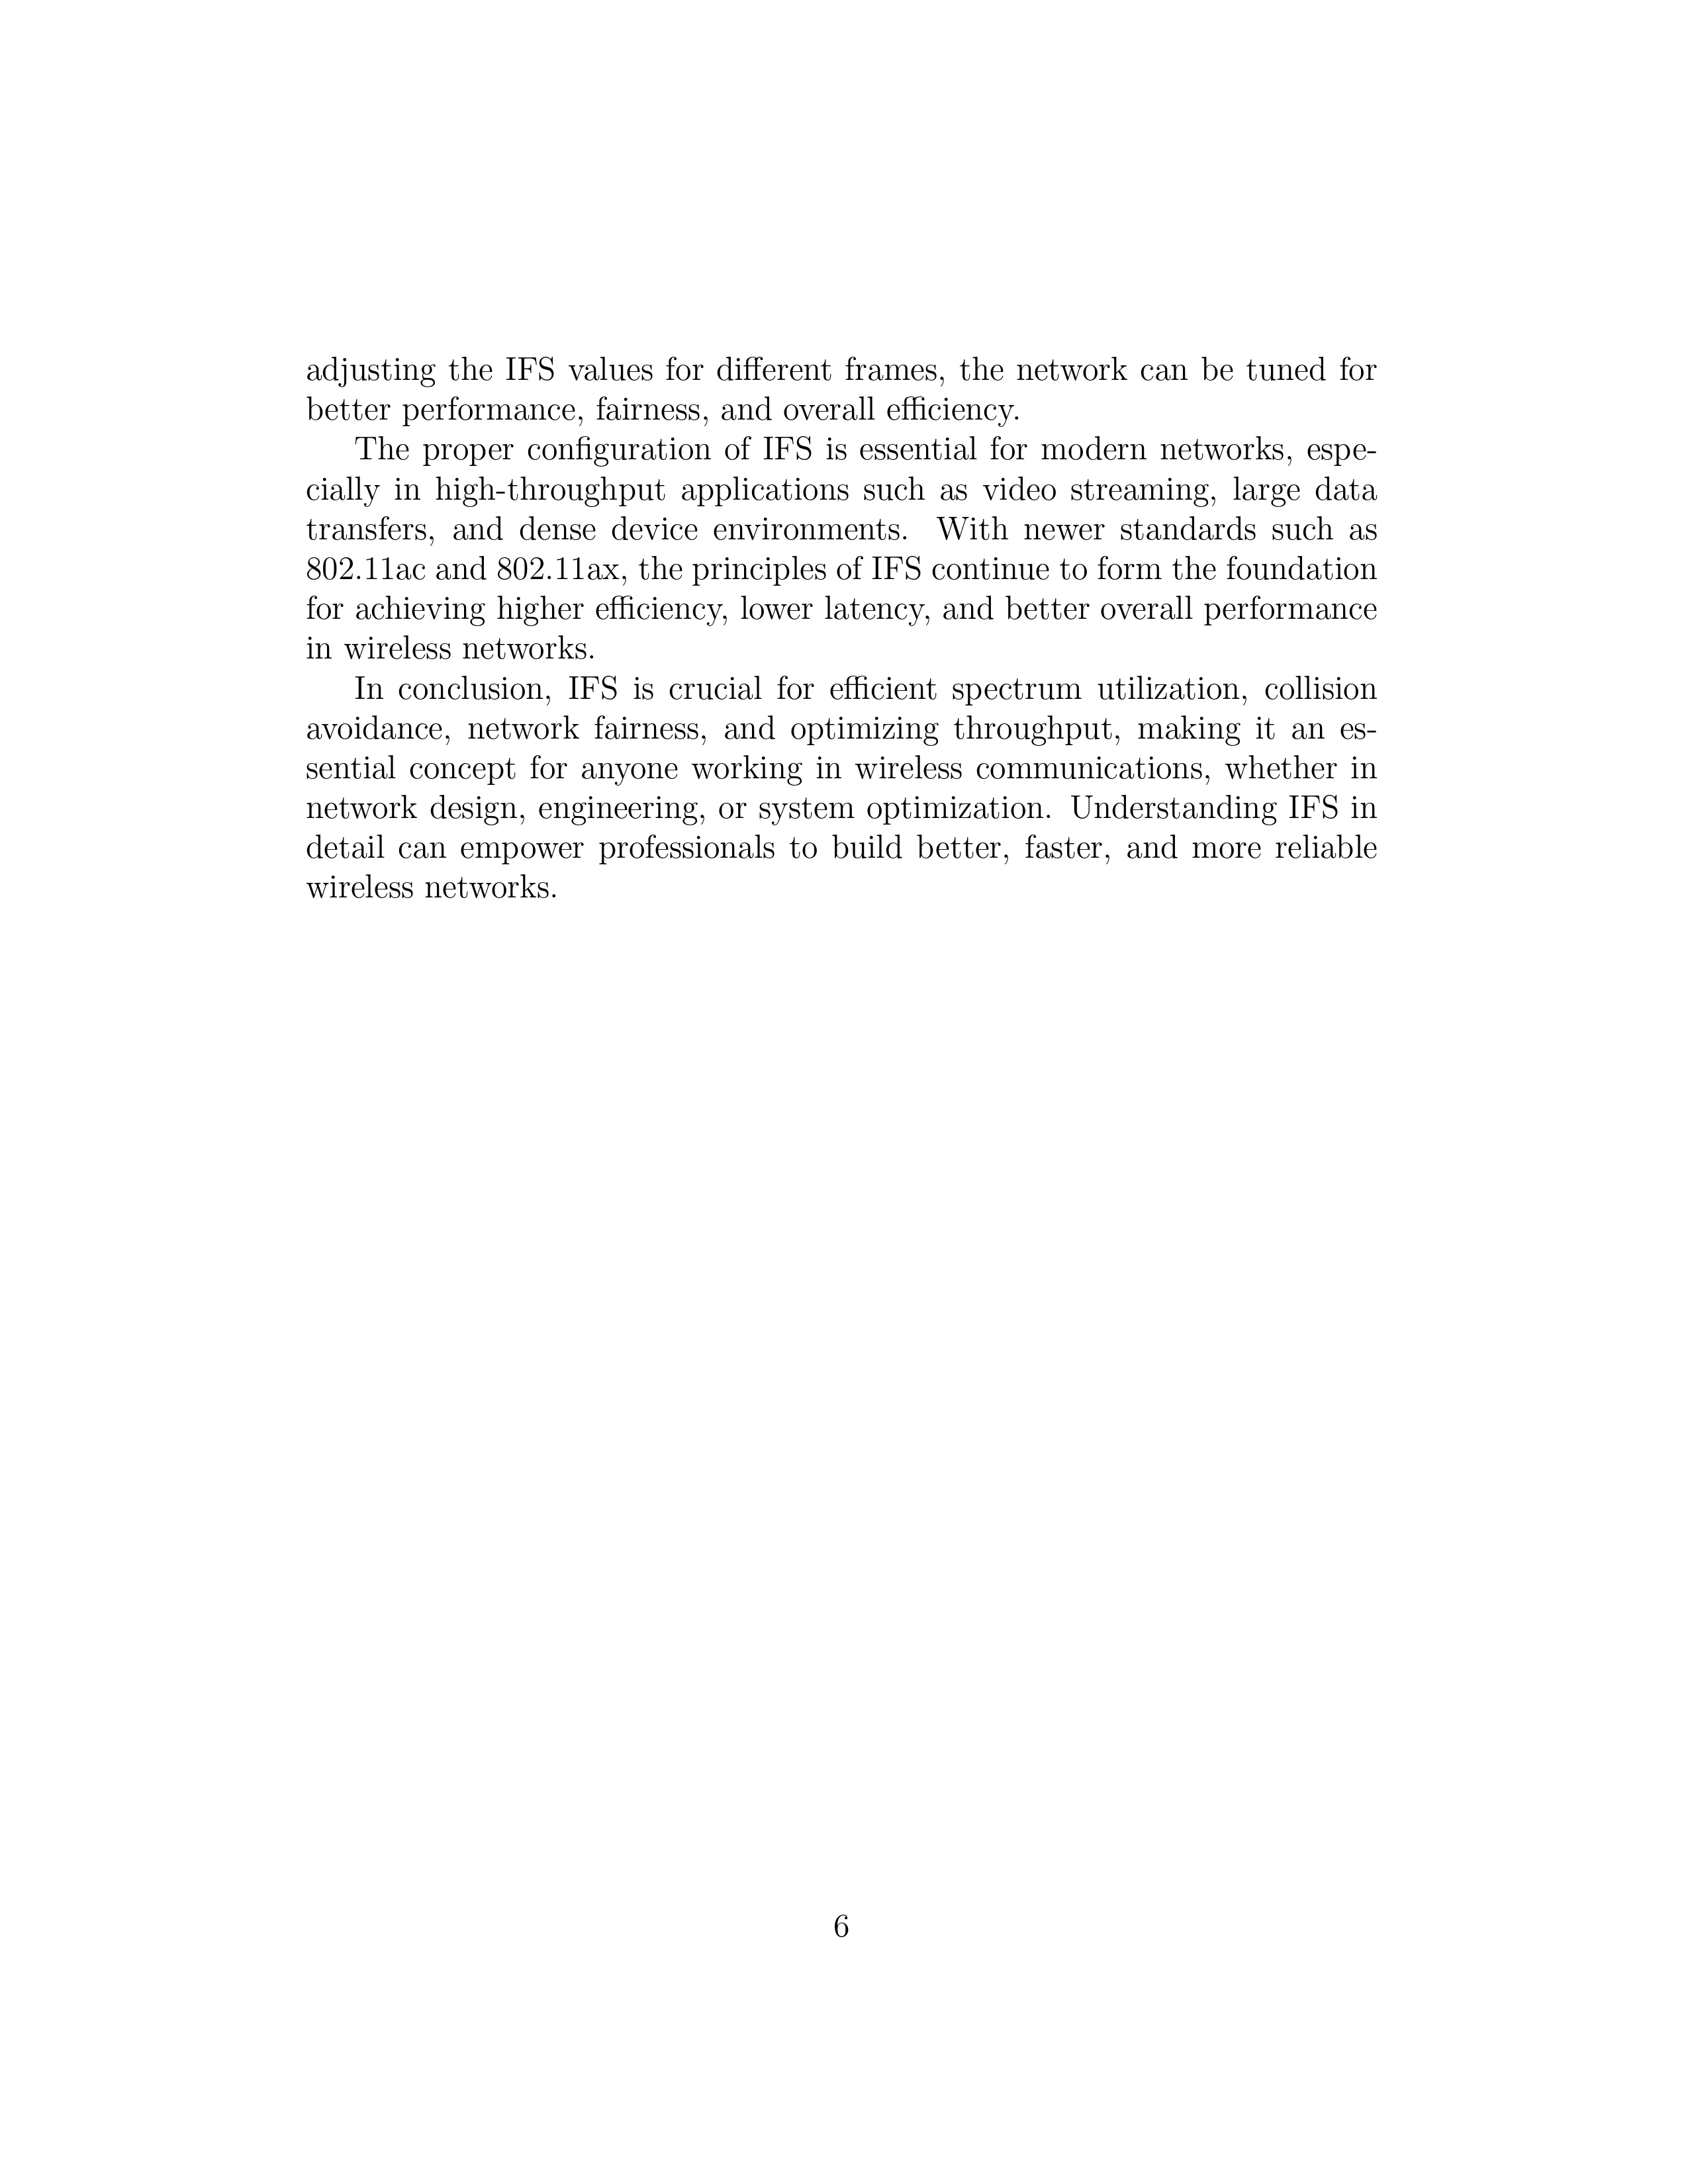 adjusting the IFS values for different frames, the network can be tuned for
better performance, fairness, and overall efficiency.
The proper configuration of IFS is essential for modern networks, espe-
cially in high-throughput applications such as video streaming, large data
transfers, and dense device environments. With newer standards such as
802.11ac and 802.11ax, the principles of IFS continue to form the foundation
for achieving higher efficiency, lower latency, and better overall performance
in wireless networks.
In conclusion, IFS is crucial for efficient spectrum utilization, collision
avoidance, network fairness, and optimizing throughput, making it an es-
sential concept for anyone working in wireless communications, whether in
network design, engineering, or system optimization. Understanding IFS in
detail can empower professionals to build better, faster, and more reliable
wireless networks.
6